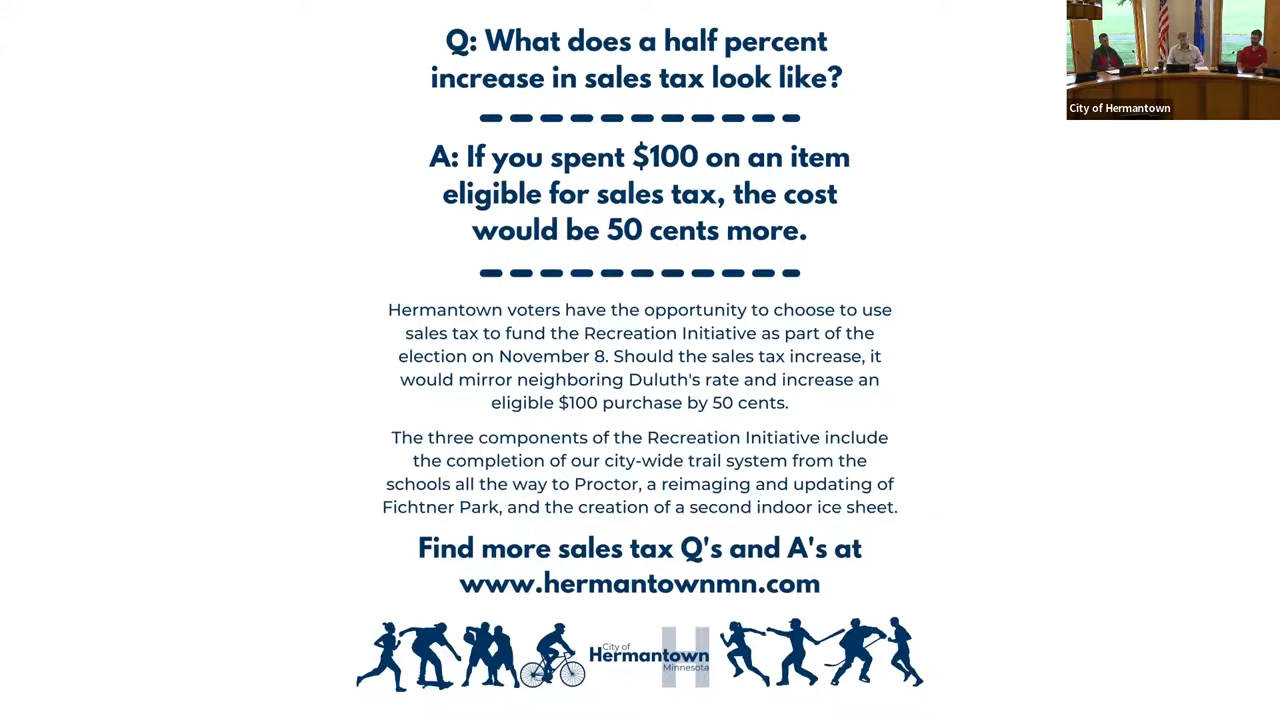 Q: What does a half percent
increase in sales tax look like?
A: If you spent $100 on an item
eligible for sales tax, the cost
would be 50 cents more.
Hermantown voters have the opportunity to choose to use
sales tax to fund the Recreation Initiative as part of the
election on November 8. Should the sales tax increase, it
would mirror neighboring Duluth's rate and increase an
eligible $100 purchase by 50 cents.
The three components of the Recreation Initiative include
the completion of our city-wide trail system from the
schools all the way to Proctor, a reimaging and updating of
Fichtner Park, and the creation of a second indoor ice sheet.
Find more sales tax Q's and A's at
www.hermantownmn.com
City of
Hermantown
Minnesota
H
City of Hermantown